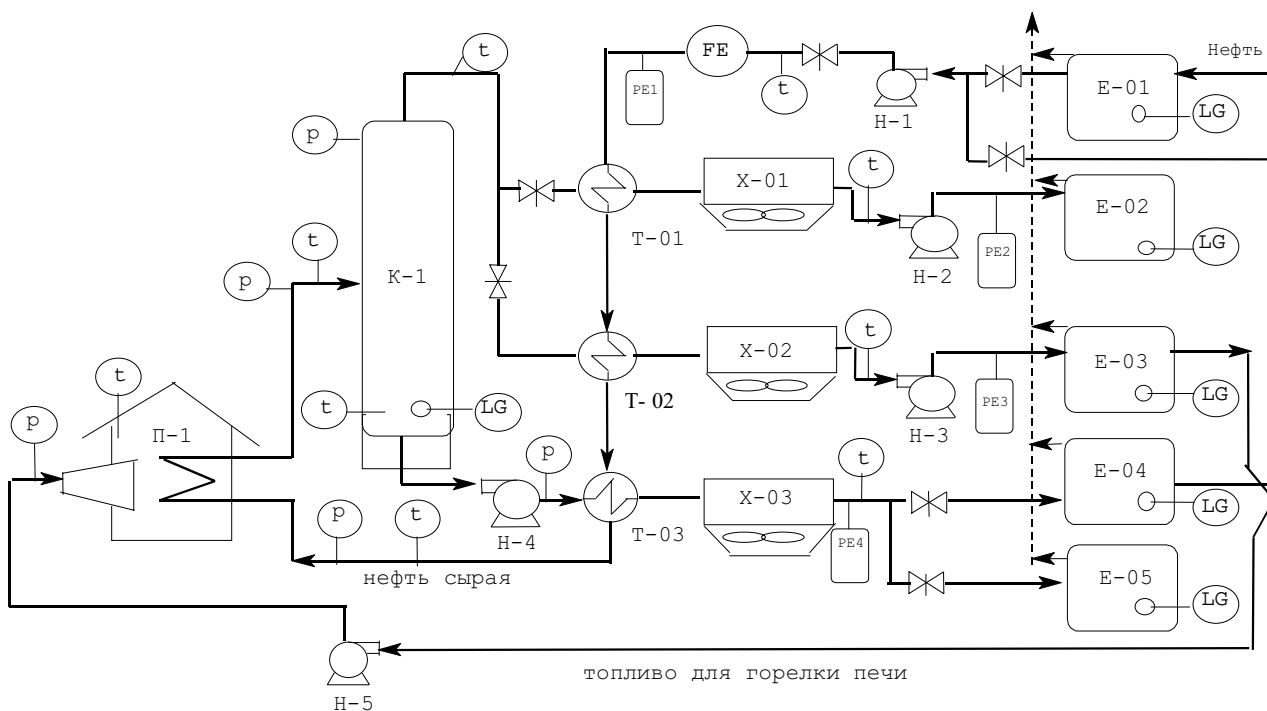 t
FE
Нефть
PE1
t
E-01
LG
Н-1
p
X-01
t
E-02
T-01
t
К-1
p
Н-2
PE2
LG
X-02
t
E-03
t
T- 02
PE3
LG
П-1
t
LG
Н-3
p
p
X-03
t
E-04
LG
p
t
Н-4
T-03
PE4
нефть сырая
E-05
LG
топливо для горелки печи
Н-5